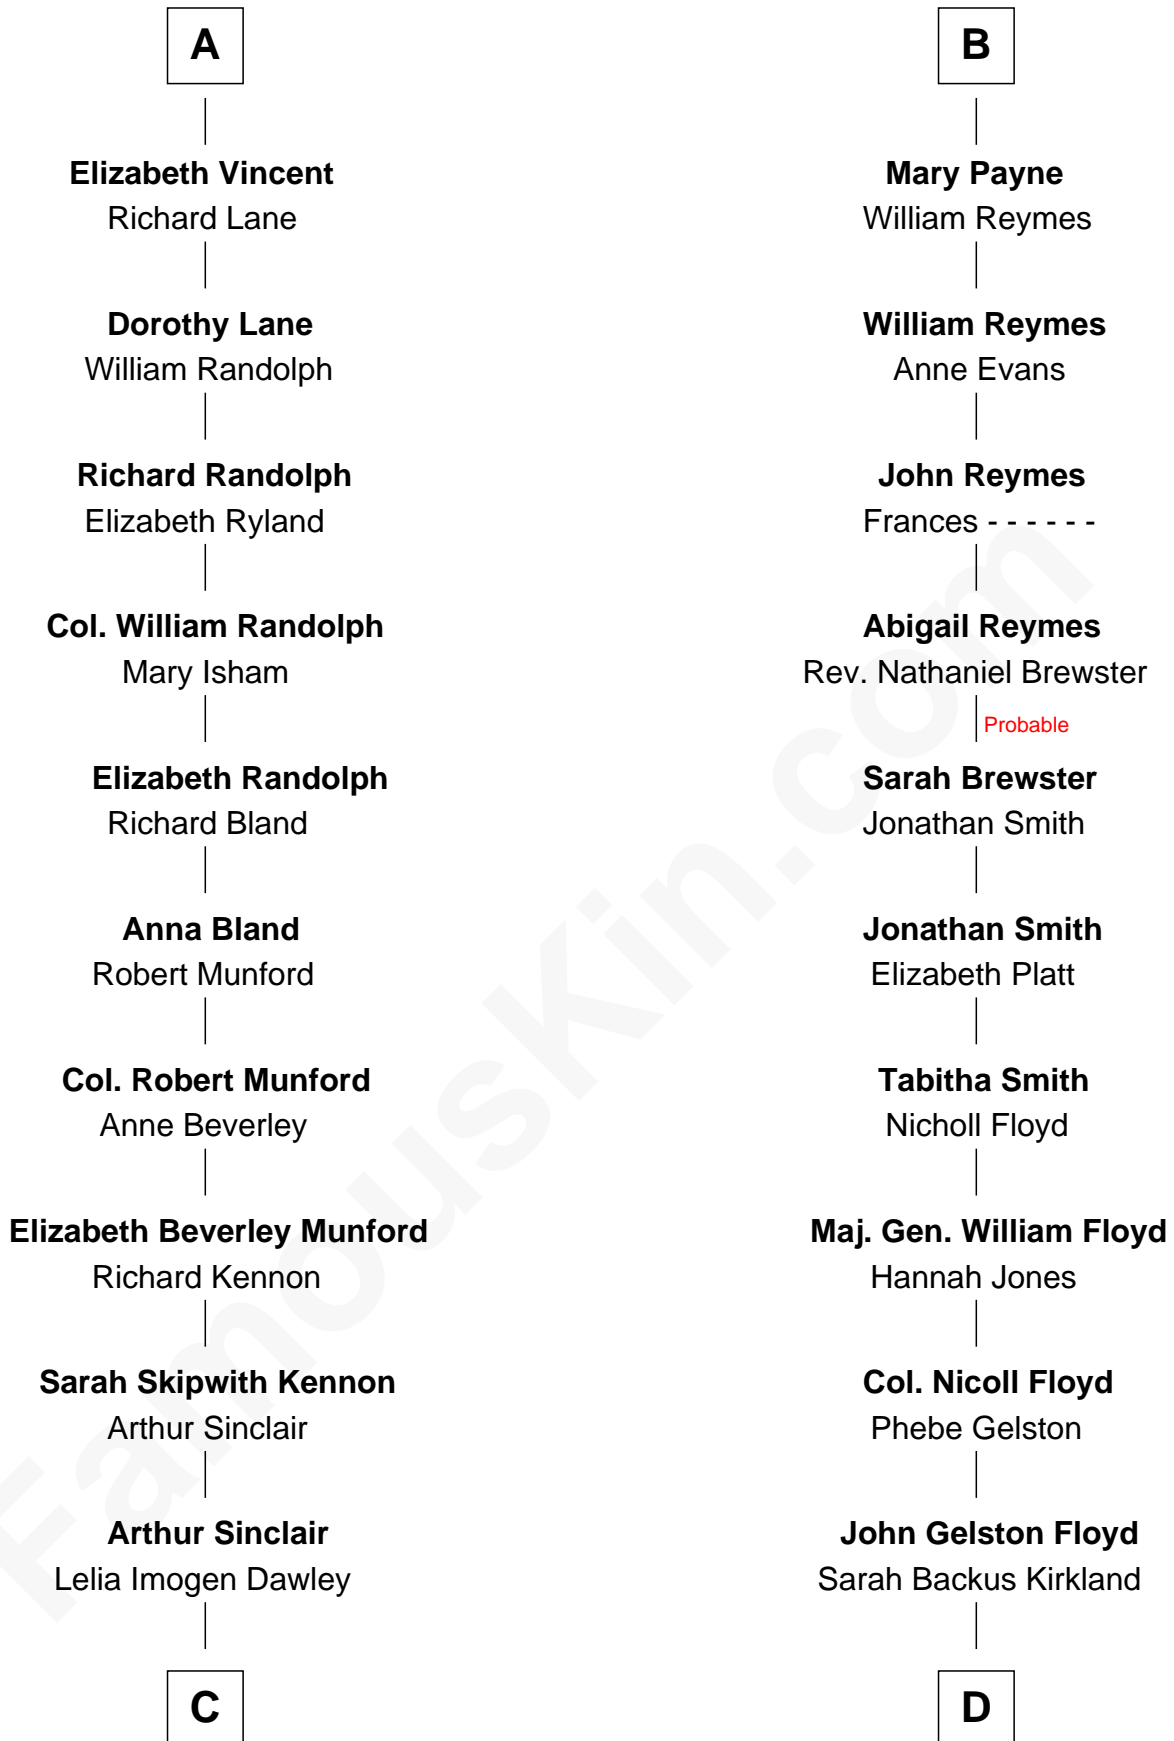 A
Elizabeth Vincent
Richard Lane
Dorothy Lane
William Randolph
Richard Randolph
Elizabeth Ryland
Col. William Randolph
Mary Isham
Elizabeth Randolph
Richard Bland
Anna Bland
Robert Munford
Col. Robert Munford
Anne Beverley
Elizabeth Beverley Munford
Richard Kennon
Sarah Skipwith Kennon
Arthur Sinclair
Arthur Sinclair
Lelia Imogen Dawley
C
B
Mary Payne
William Reymes
William Reymes
Anne Evans
John Reymes
Frances - - - - - -
Abigail Reymes
Rev. Nathaniel Brewster
Probable
Sarah Brewster
Jonathan Smith
Jonathan Smith
Elizabeth Platt
Tabitha Smith
Nicholl Floyd
Maj. Gen. William Floyd
Hannah Jones
Col. Nicoll Floyd
Phebe Gelston
John Gelston Floyd
Sarah Backus Kirkland
D
FamousKin.com